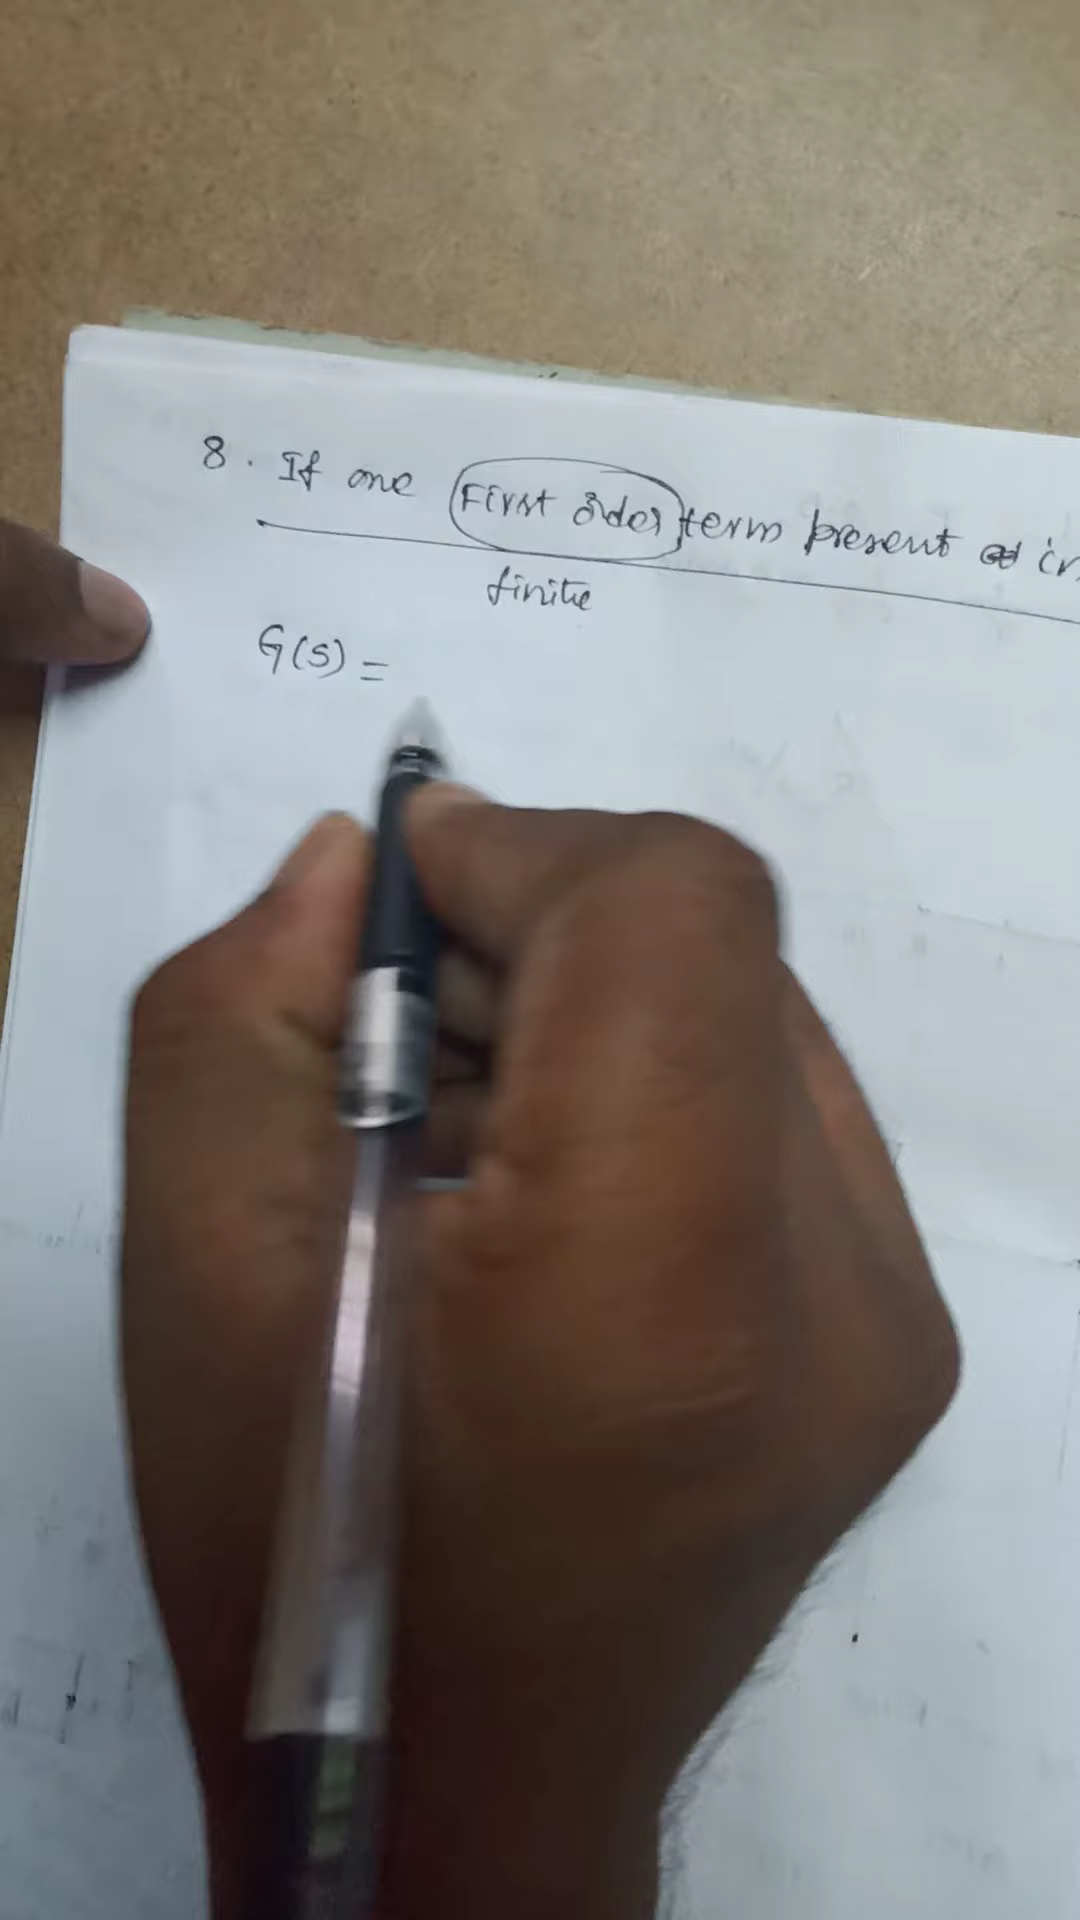 8. If one First order term present in
finite
G(s) =